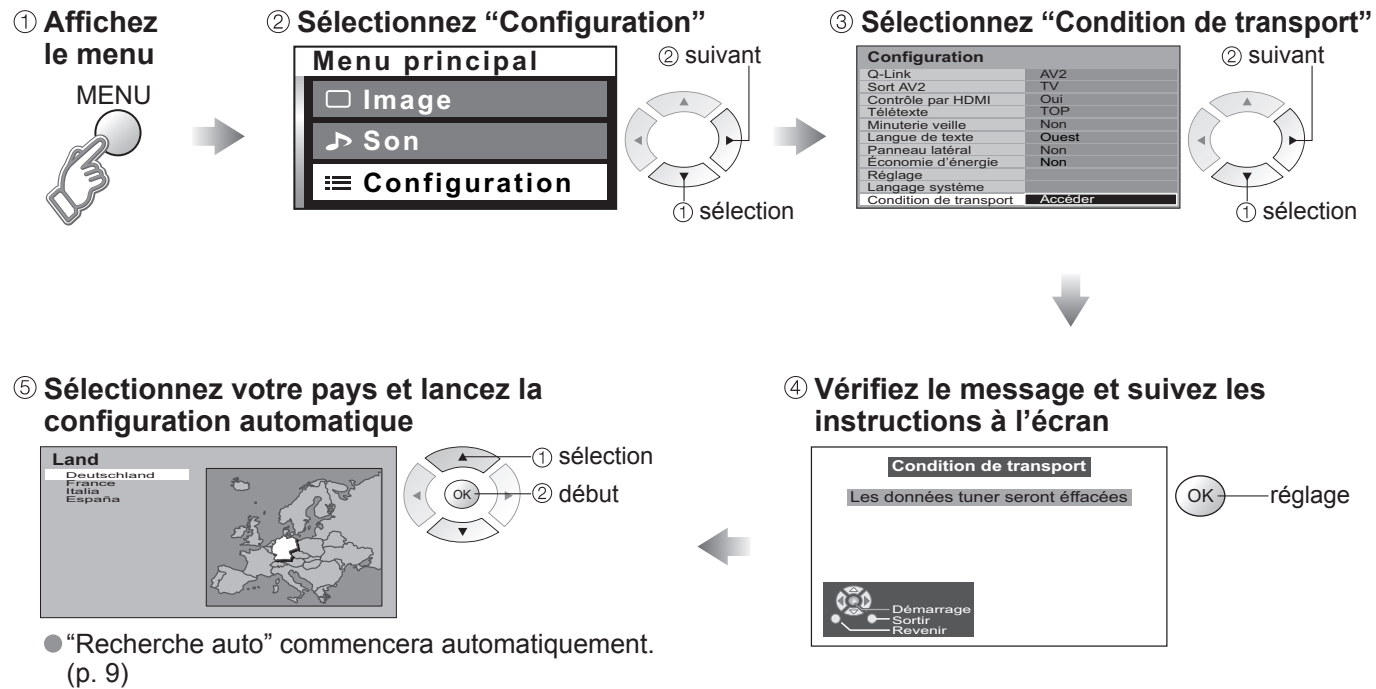 ① Affichez
le menu
MENU
② Sélectionnez “Configuration”
Menu principal
Image
Son
Configuration
② suivant
① sélection
③ Sélectionnez “Condition de transport”
Configuration
Q-Link AV2
Sort AV2 TV
Contrôle par HDMI Oui
Télétexte TOP
Minuterie veille Non
Langue de texte Ouest
Panneau latéral Non
Économie d’énergie Non
Réglage
Langage système
Condition de transport Accéder
② suivant
① sélection
④ Vérifiez le message et suivez les
instructions à l’écran
Condition de transport
Les données tuner seront éffacées
Démarrage
Sortir
Revenir
OK réglage
⑤ Sélectionnez votre pays et lancez la
configuration automatique
Land
Deutschland
France
Italia
España
① sélection
OK ② début
● “Recherche auto” commencera automatiquement.
(p. 9)